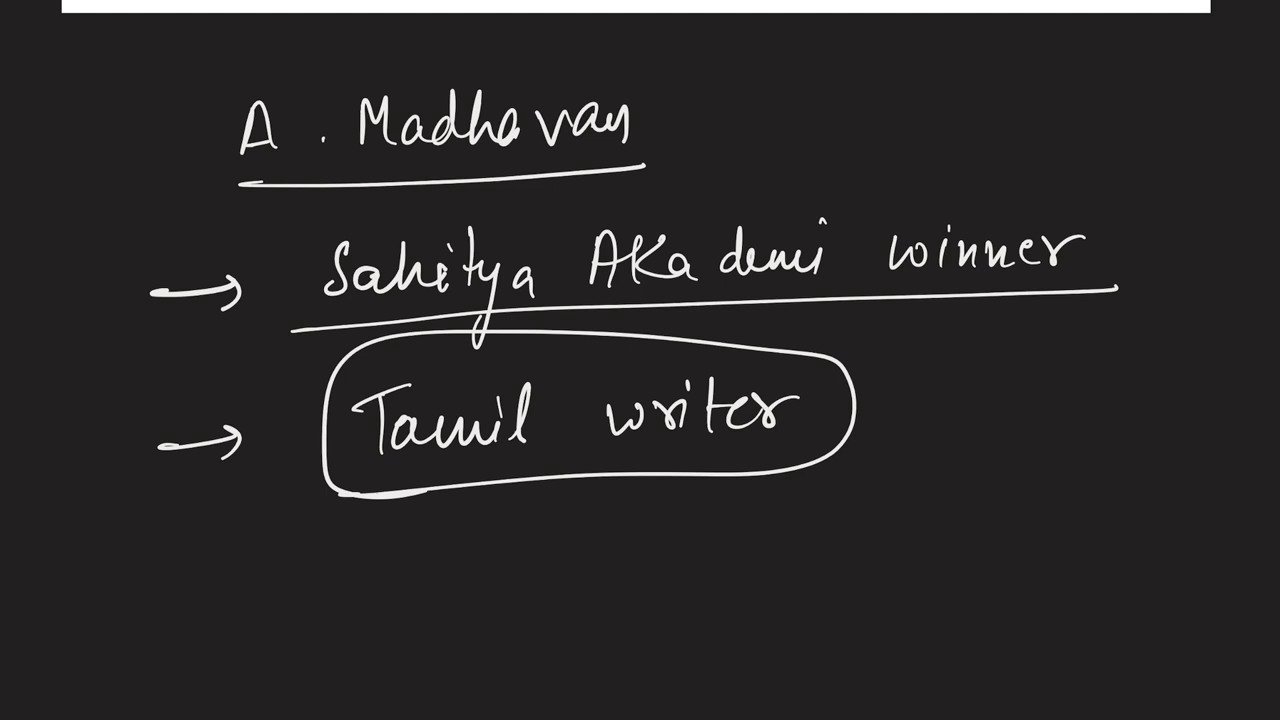 A. Madhavan
→ Sahitya Akademi winner
→ Tamil writer